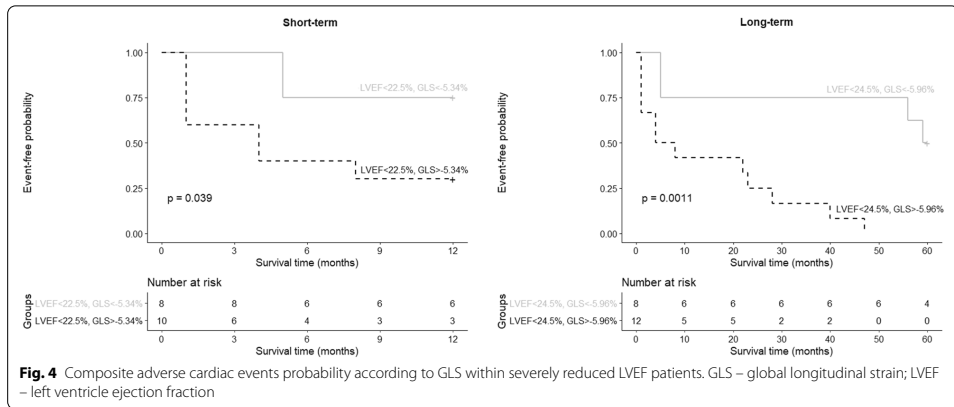 Short-term
Event-free probability
1.00
0.75
0.50
0.25
0.00
LVEF<22.5%, GLS<-5.34%
LVEF<22.5%, GLS>-5.34%
p = 0.039
0 3 6 9 12
Survival time (months)
Number at risk
Groups
LVEF<22.5%, GLS<-5.34% 8 8 6 6 6
LVEF<22.5%, GLS>-5.34% 10 6 4 3 3
0 3 6 9 12
Survival time (months)
Long-term
Event-free probability
1.00
0.75
0.50
0.25
0.00
LVEF<24.5%, GLS<-5.96%
LVEF<24.5%, GLS>-5.96%
p = 0.0011
0 10 20 30 40 50 60
Survival time (months)
Number at risk
Groups
LVEF<24.5%, GLS<-5.96% 8 6 6 6 6 6 4
LVEF<24.5%, GLS>-5.96% 12 5 5 2 2 0 0
0 10 20 30 40 50 60
Survival time (months)
Fig. 4 Composite adverse cardiac events probability according to GLS within severely reduced LVEF patients. GLS – global longitudinal strain; LVEF
– left ventricle ejection fraction